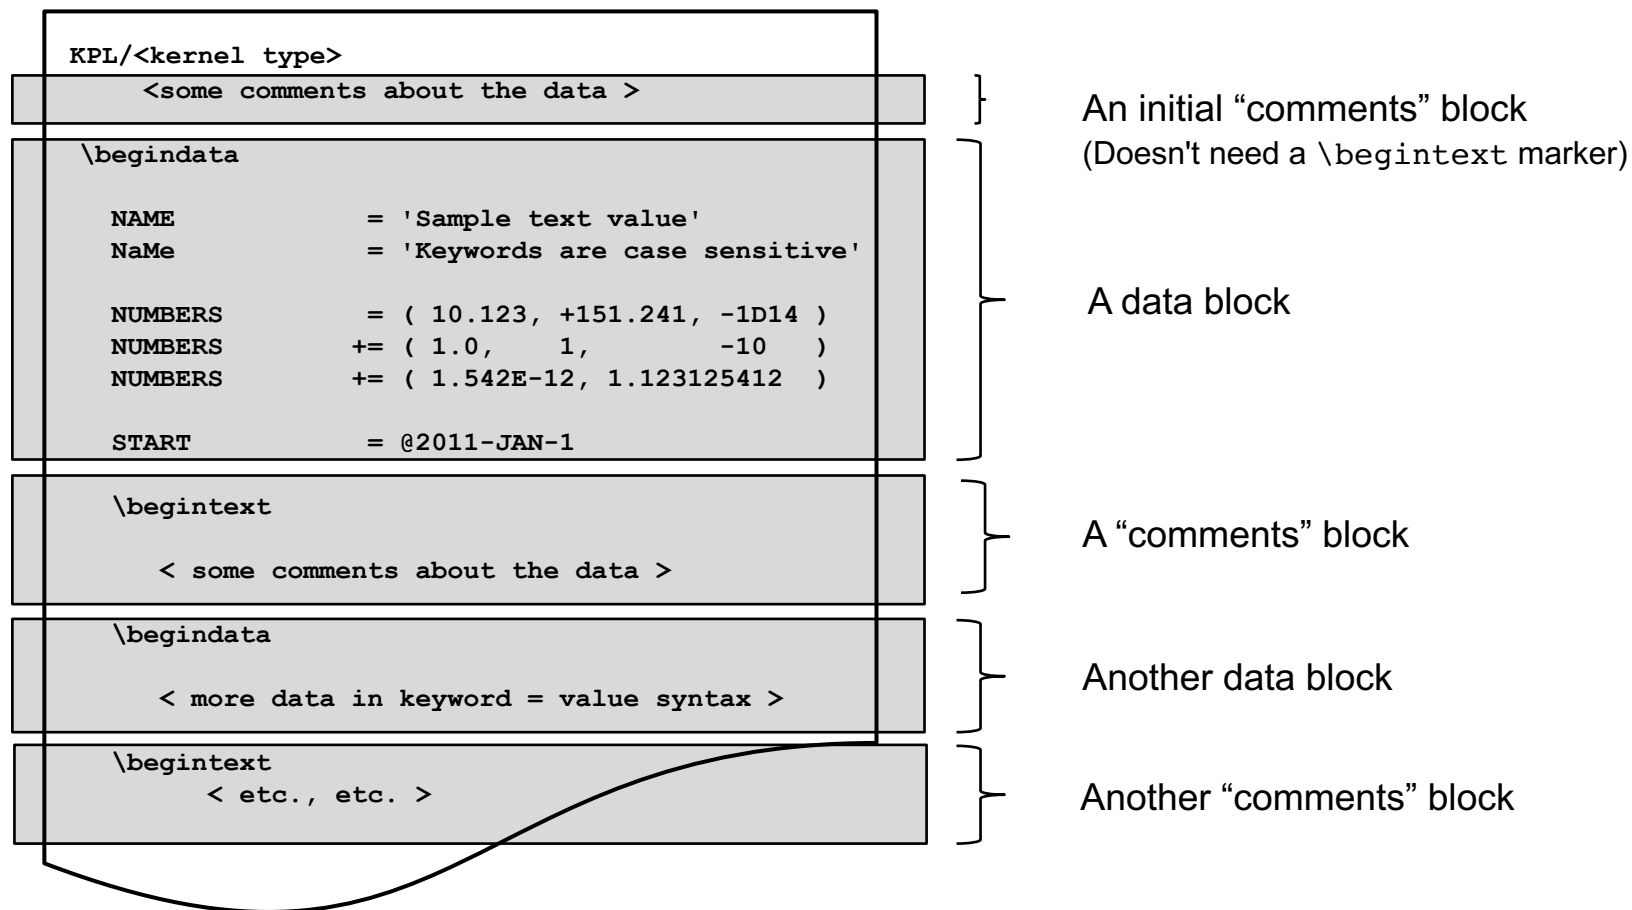 KPL/<kernel type>
<some comments about the data >
An initial “comments” block
(Doesn't need a \begintext marker)
\begindata
NAME = 'Sample text value'
NaMe = 'Keywords are case sensitive'
NUMBERS = ( 10.123, +151.241, -1D14 )
NUMBERS += ( 1.0, 1, -10 )
NUMBERS += ( 1.542E-12, 1.123125412 )
START = @2011-JAN-1
A data block
\begintext
< some comments about the data >
A “comments” block
\begindata
< more data in keyword = value syntax >
Another data block
\begintext
< etc., etc. >
Another “comments” block